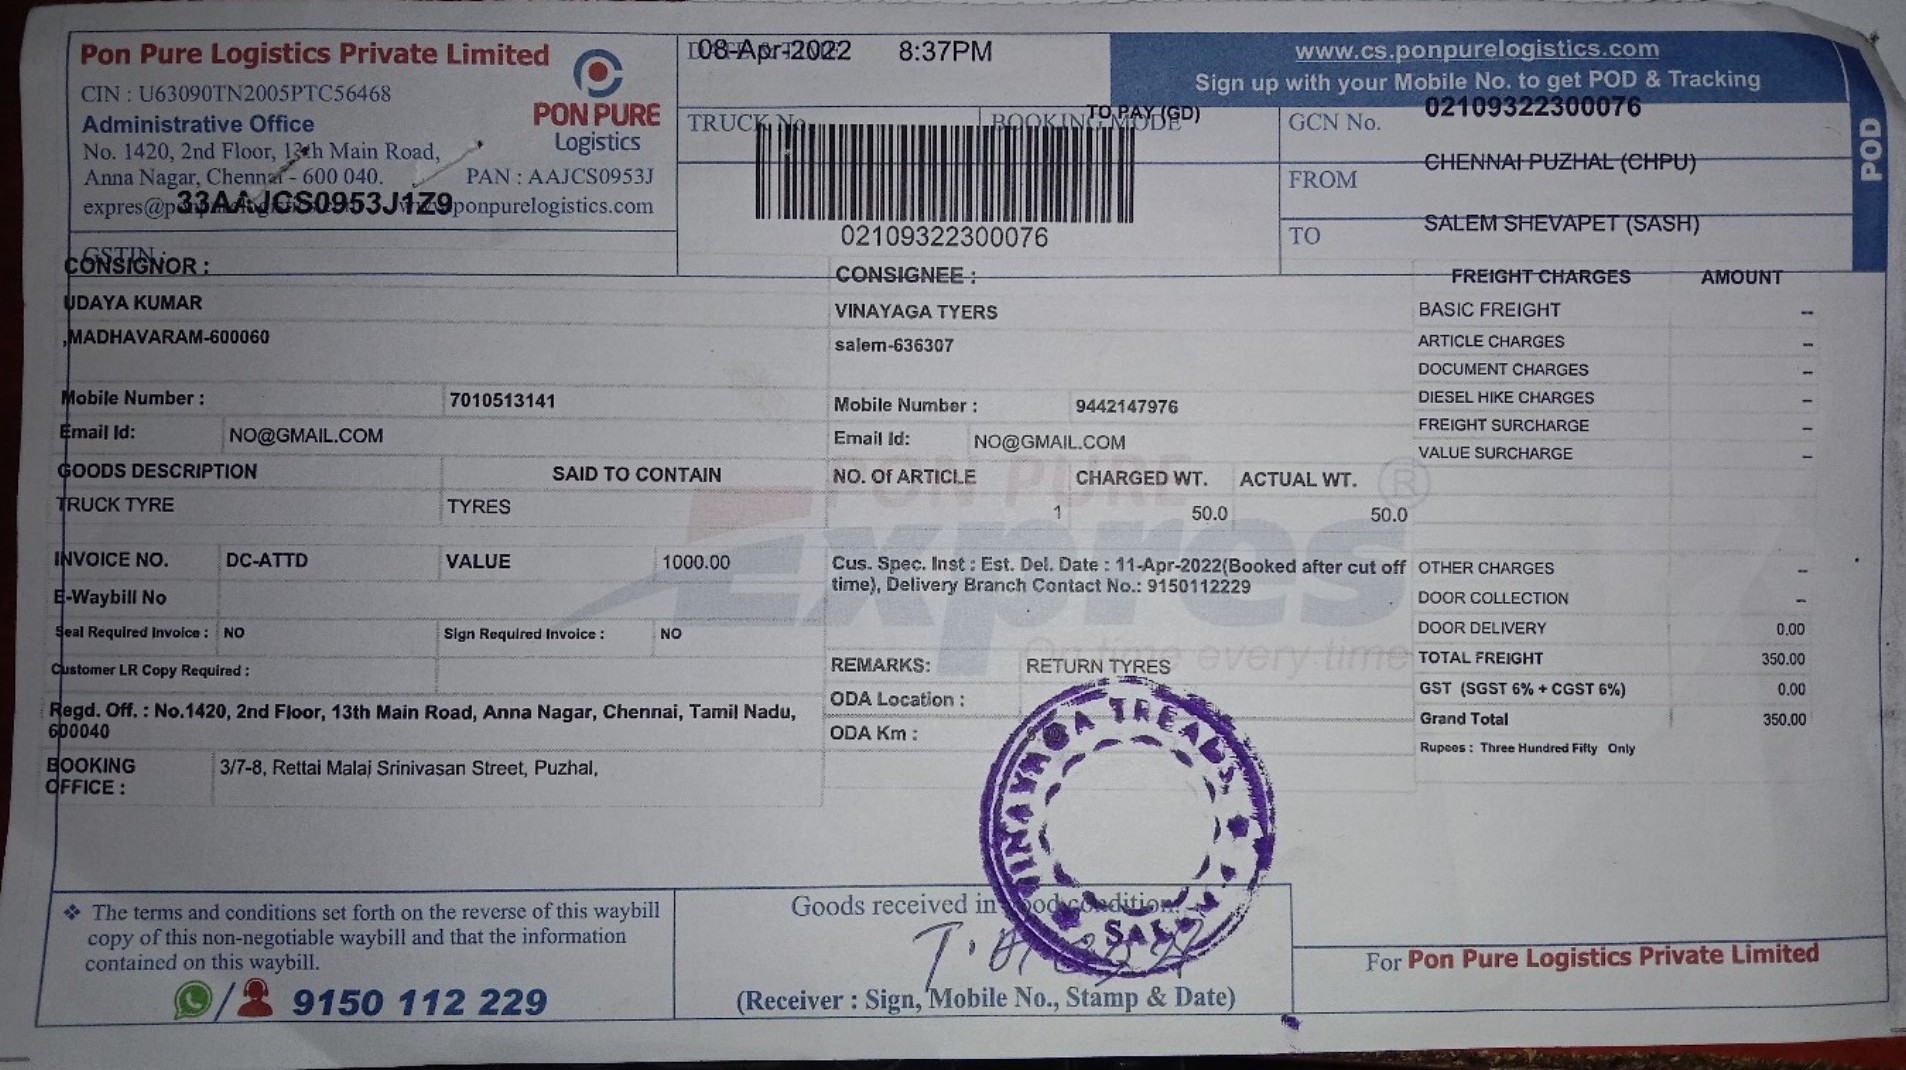 Pon Pure Logistics Private Limited
CIN : U63090TN2005PTC56468
Administrative Office
No. 1420, 2nd Floor, 13th Main Road,
Anna Nagar, Chennai - 600 040.
PAN : AAJCS0953J
33AAJCS0953J1Z9
ponpurelogistics.com
GSTIN :
PON PURE
Logistics
08-Apr-2022 8:37PM
www.cs.ponpurelogistics.com
Sign up with your Mobile No. to get POD & Tracking
POD
TRUCK No.
BOOKING MODE
TO PAY (GD)
02109322300076
GCN No. 02109322300076
FROM CHENNAI PUZHAL (CHPU)
TO SALEM SHEVAPET (SASH)
CONSIGNOR :
UDAYA KUMAR
,MADHAVARAM-600060
Mobile Number : 7010513141
Email Id: NO@GMAIL.COM
CONSIGNEE :
VINAYAGA TYERS
salem-636307
Mobile Number : 9442147976
Email Id: NO@GMAIL.COM
GOODS DESCRIPTION SAID TO CONTAIN
TRUCK TYRE TYRES
NO. Of ARTICLE CHARGED WT. ACTUAL WT.
1 50.0 50.0
INVOICE NO. DC-ATTD VALUE 1000.00
E-Waybill No
Seal Required Invoice : NO Sign Required Invoice : NO
Customer LR Copy Required :
Regd. Off. : No.1420, 2nd Floor, 13th Main Road, Anna Nagar, Chennai, Tamil Nadu,
600040
BOOKING
OFFICE :
3/7-8, Rettai Malai Srinivasan Street, Puzhal,
Cus. Spec. Inst : Est. Del. Date : 11-Apr-2022(Booked after cut off
time), Delivery Branch Contact No.: 9150112229
REMARKS: RETURN TYRES
ODA Location :
ODA Km :
PON PURE
Expres
On time every time
FREIGHT CHARGES AMOUNT
BASIC FREIGHT --
ARTICLE CHARGES --
DOCUMENT CHARGES --
DIESEL HIKE CHARGES --
FREIGHT SURCHARGE --
VALUE SURCHARGE --
OTHER CHARGES --
DOOR COLLECTION --
DOOR DELIVERY 0.00
TOTAL FREIGHT 350.00
GST (SGST 6% + CGST 6%) 0.00
Grand Total 350.00
Rupees : Three Hundred Fifty Only
VINAYAGA TREADS
SALEM
The terms and conditions set forth on the reverse of this waybill
copy of this non-negotiable waybill and that the information
contained on this waybill.
9150 112 229
Goods received in good condition.
(Receiver : Sign, Mobile No., Stamp & Date)
For Pon Pure Logistics Private Limited